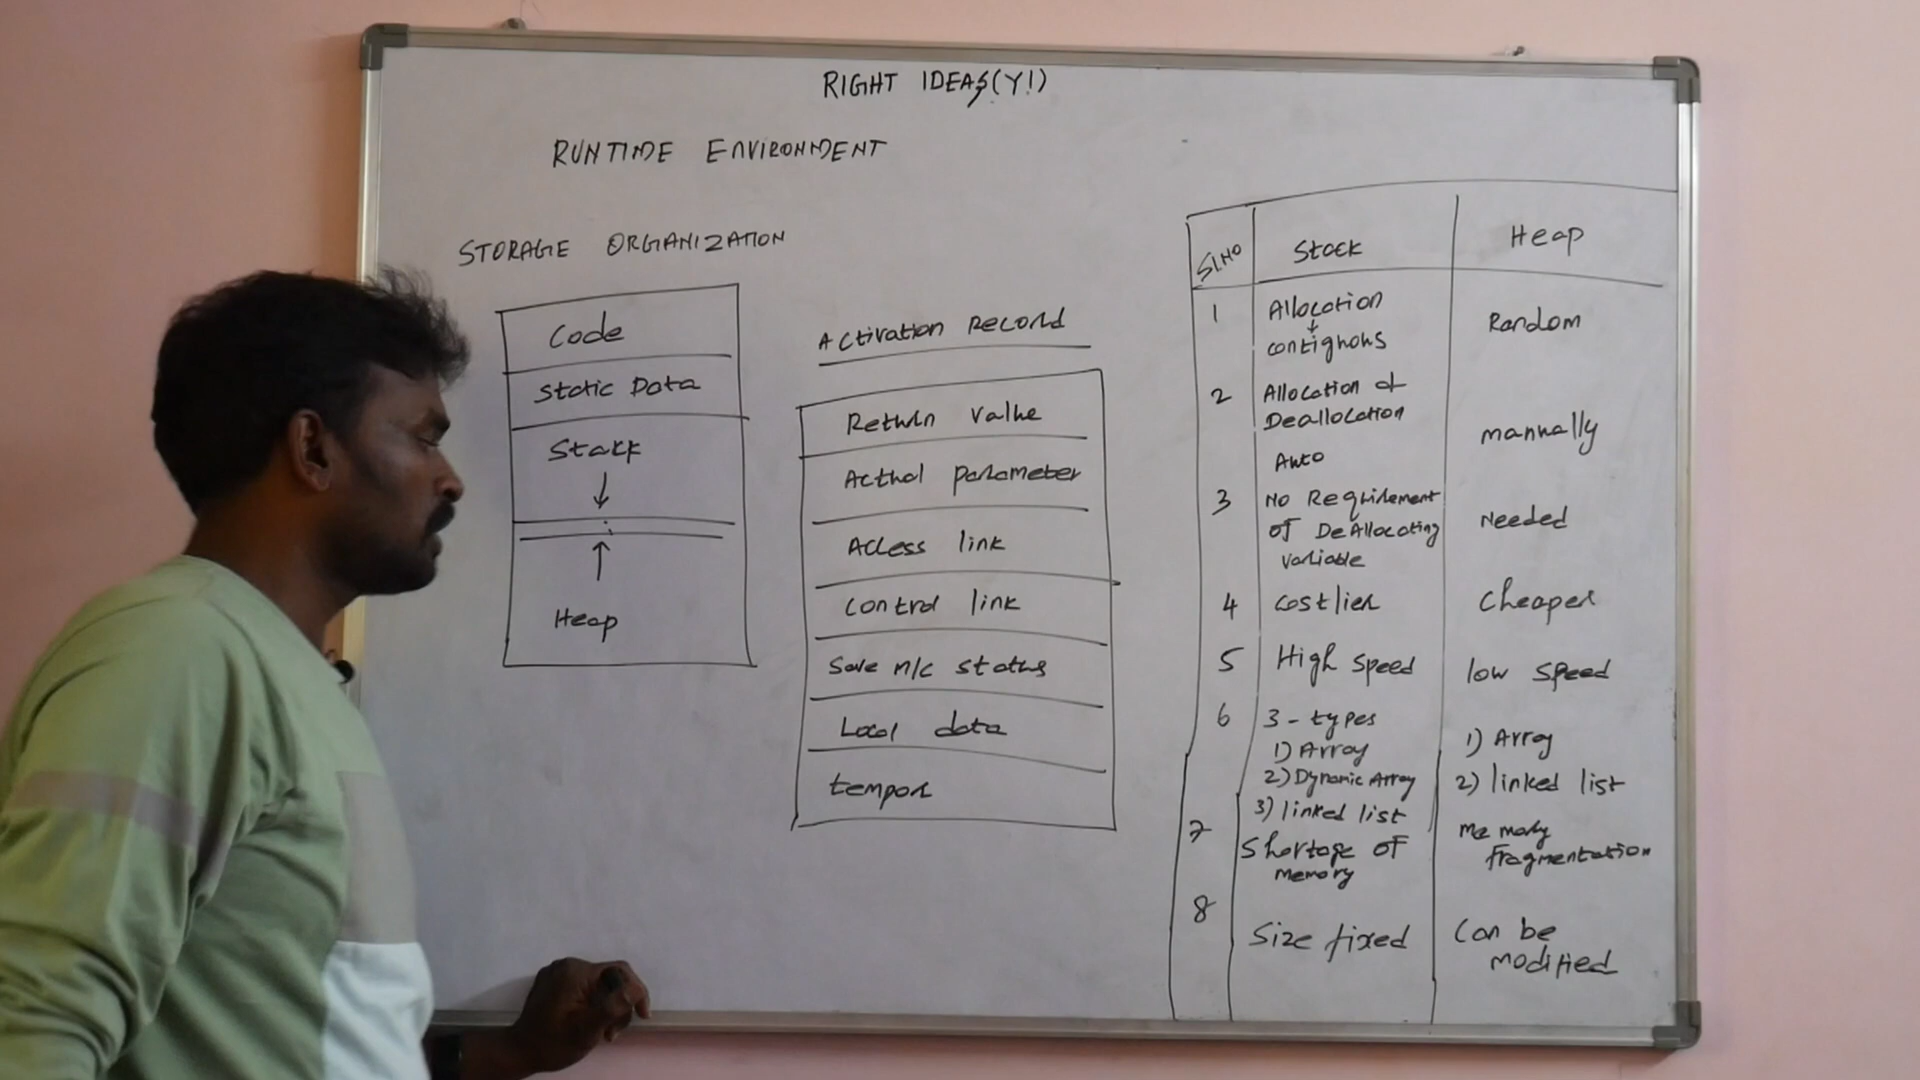 RIGHT IDEAS(Y!)
RUNTIME ENVIRONMENT
STORAGE ORGANIZATION
Code
Static Data
Stack
Heap
Activation Record
Return value
Actual parameter
Access link
Control link
Save M/c status
Local data
tempor
Sl.No Stack Heap
1 Allocation Random
contiguous
2 Allocation &
Deallocation manually
Auto
3 No Requirement Needed
of DeAllocating
variable
4 Costlier Cheaper
5 High speed low speed
6 3-types
1) Array 1) Array
2) Dynamic Array 2) linked list
3) linked list
7 Shortage of Memory
Memory fragmentation
8
Size fixed Can be
modified